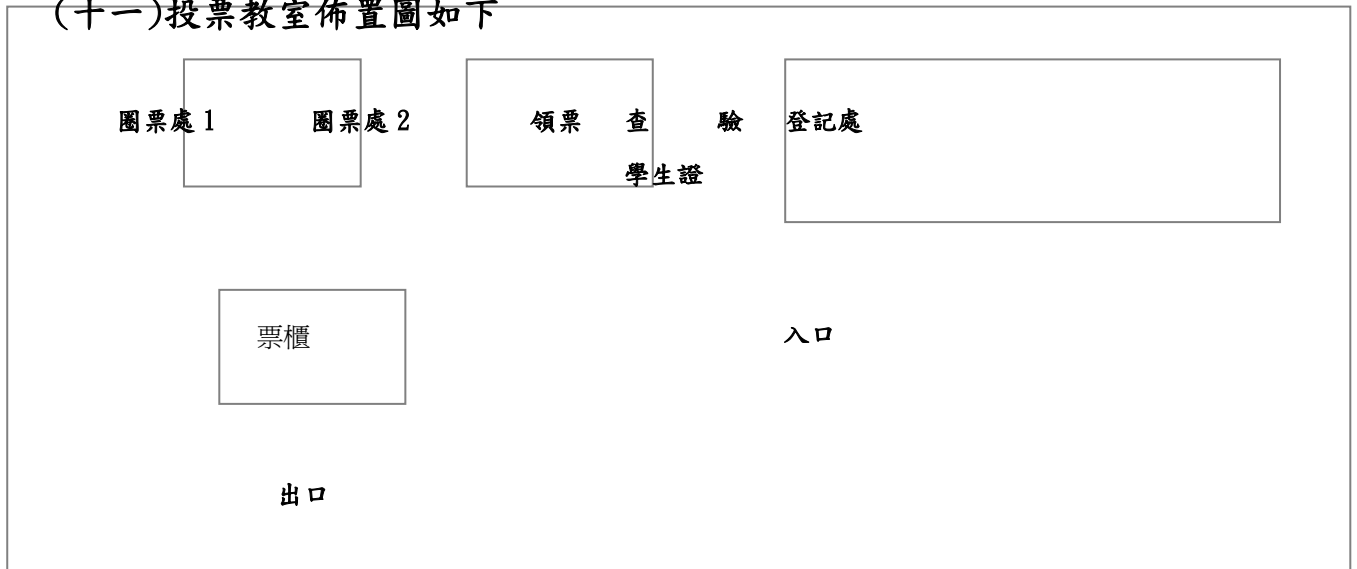 (十一)投票教室佈置圖如下
圈票處1 圈票處2 領票 查 驗 登記處
學生證
票櫃 入口
出口